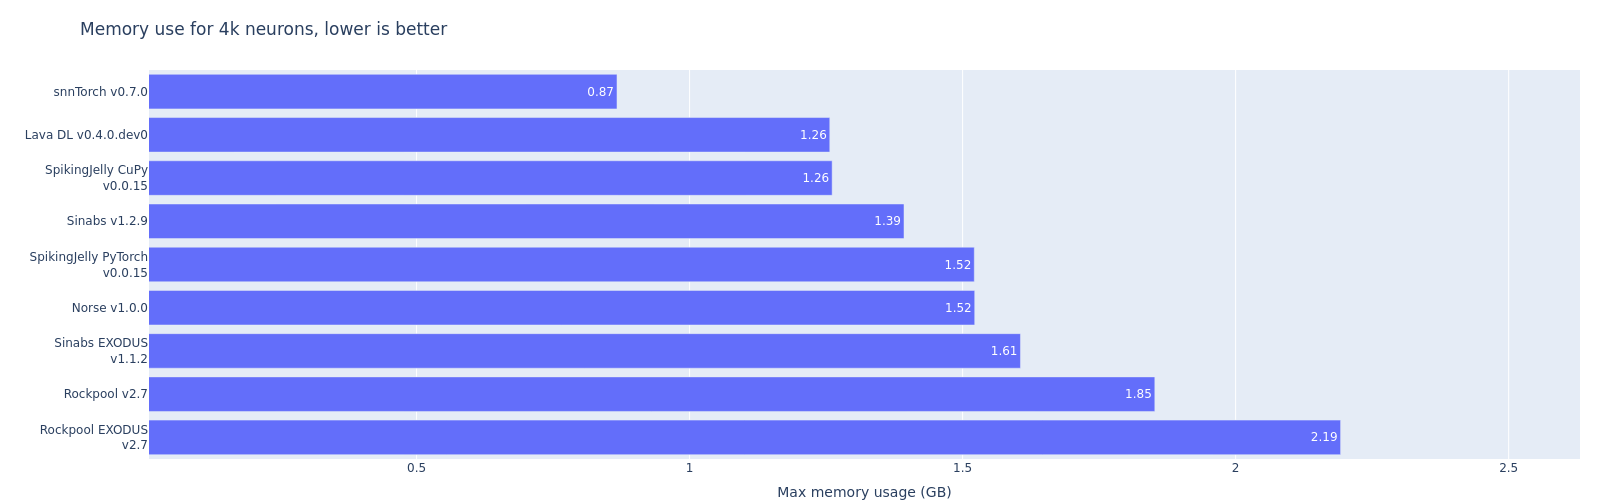 Memory use for 4k neurons, lower is better
snnTorch v0.7.0
0.87
Lava DL v0.4.0.dev0
1.26
SpikingJelly CuPy
v0.0.15
1.26
Sinabs v1.2.9
1.39
SpikingJelly PyTorch
v0.0.15
1.52
Norse v1.0.0
1.52
Sinabs EXODUS
v1.1.2
1.61
Rockpool v2.7
1.85
Rockpool EXODUS
v2.7
2.19
0.5
1
1.5
2
2.5
Max memory usage (GB)